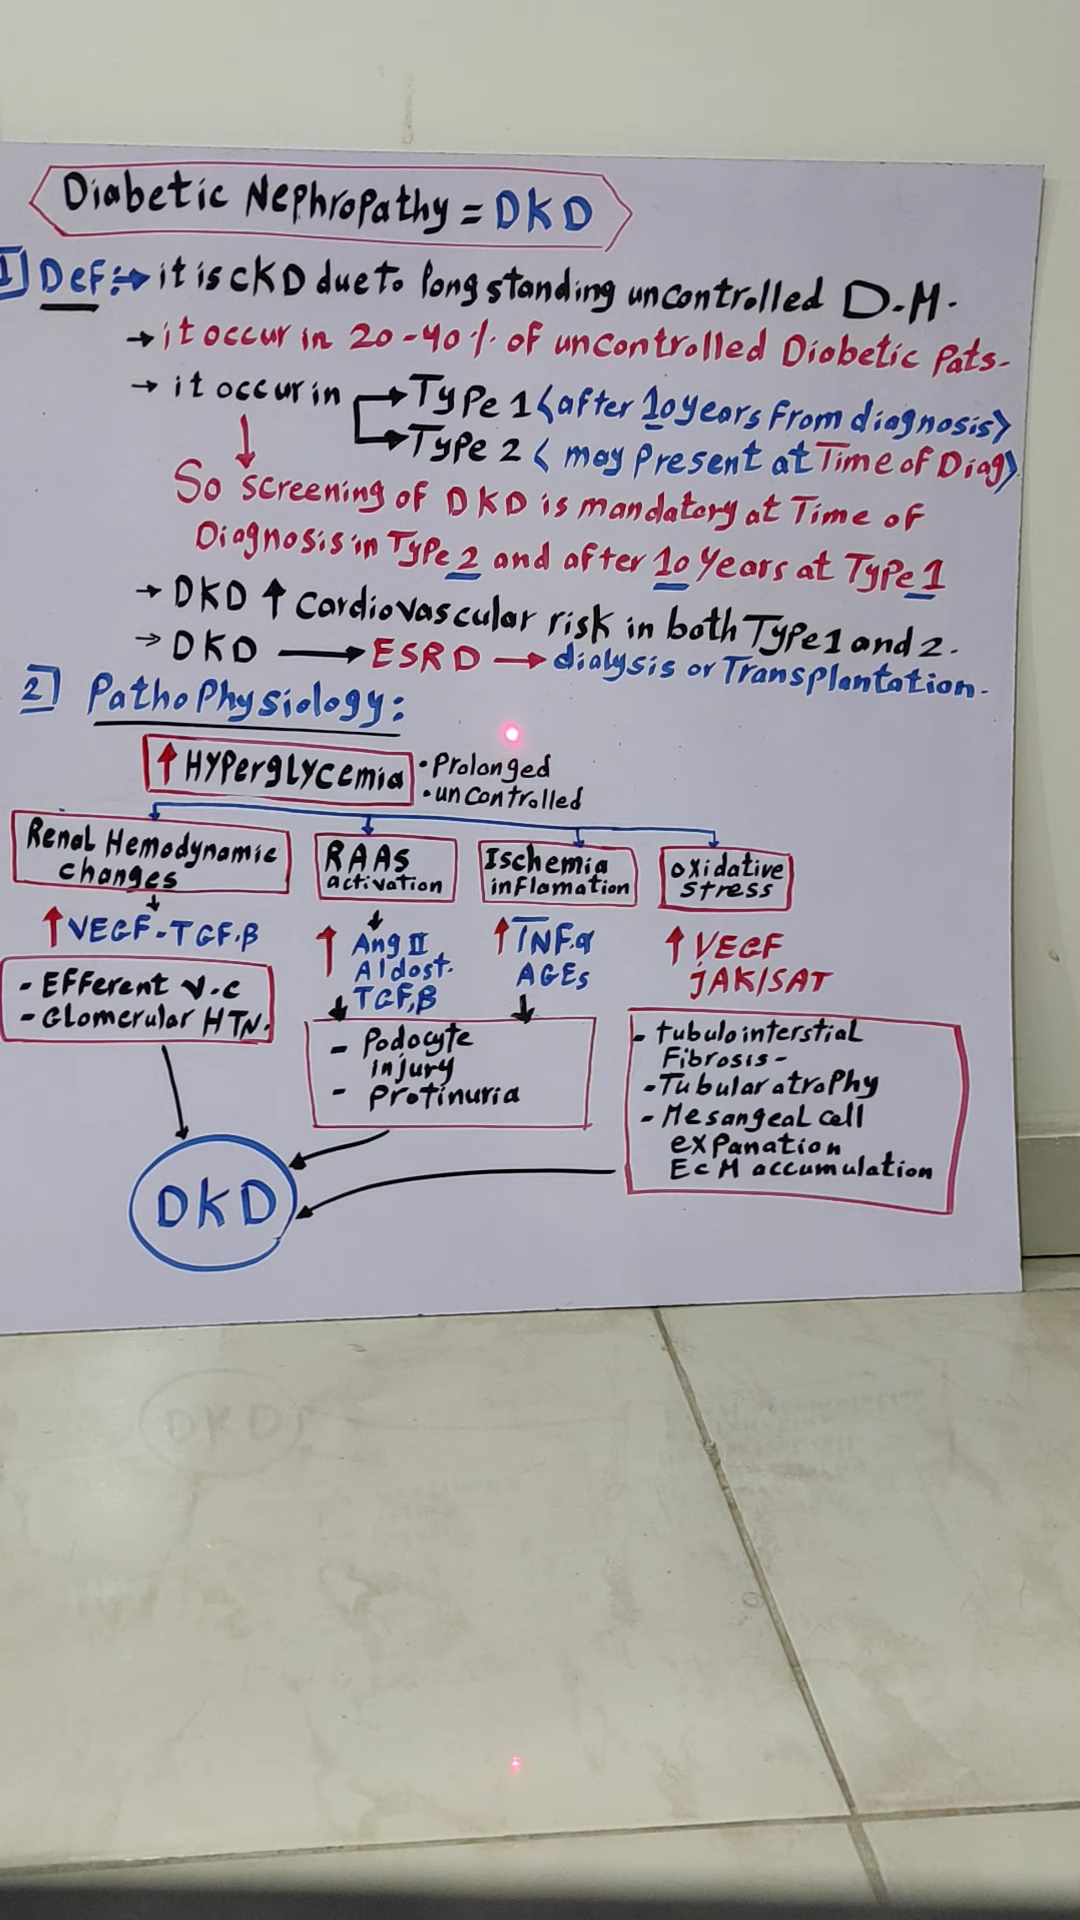 Diabetic Nephropathy = DKD
1] Def:→ it is CKD due to long standing uncontrolled D.M.
→ it occur in 20-40% of uncontrolled Diabetic Pats-
→ it occur in → Type 1 <after 10 years from diagnosis>
→ Type 2 < may Present at Time of Diag>
So screening of DKD is mandatory at Time of
Diagnosis in Type 2 and after 10 Years at Type 1
→ DKD ↑ cardiovascular risk in both Type 1 and 2.
→ DKD → ESRD → dialysis or Transplantation.
2] PathoPhysiology:
↑ HYPerglycemia
• Prolonged
• uncontrolled
Renal Hemodynamic
changes
RAAS
activation
Ischemia
inflamation
oxidative
stress
↑ VEGF - TGF.β
↑ Ang II
Aldost.
TGF,β
↑ TNF.α
AGEs
↑ VEGF
JAK/SAT
- Efferent V.C
- Glomerular HTN.
- Podocyte
injury
- Protinuria
- tubulointerstial
Fibrosis -
- Tubular atrophy
- Mesangeal cell
expanation
EcM accumulation
DKD